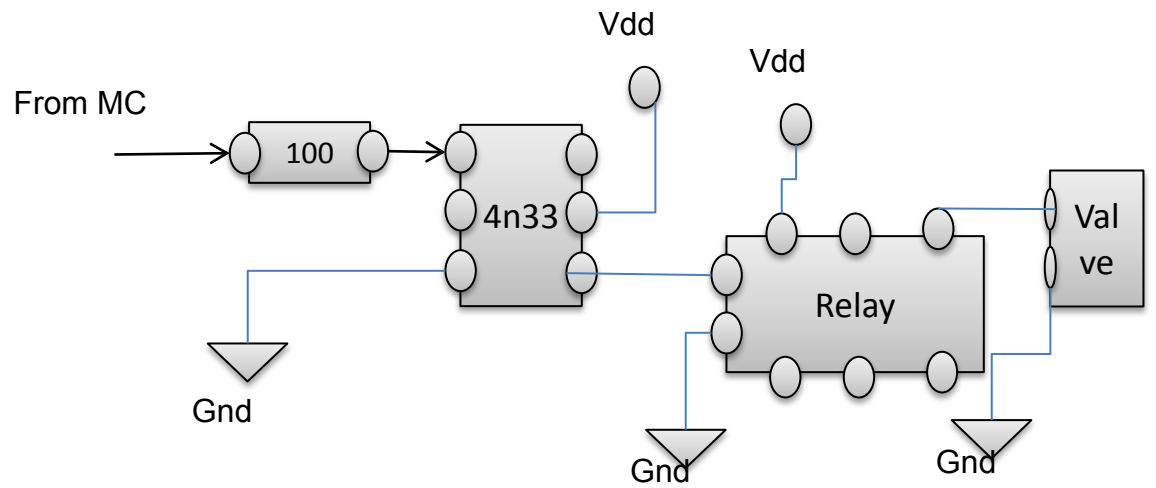 Vdd
Vdd
From MC
100
4n33
Val
ve
Relay
Gnd
Gnd
Gnd